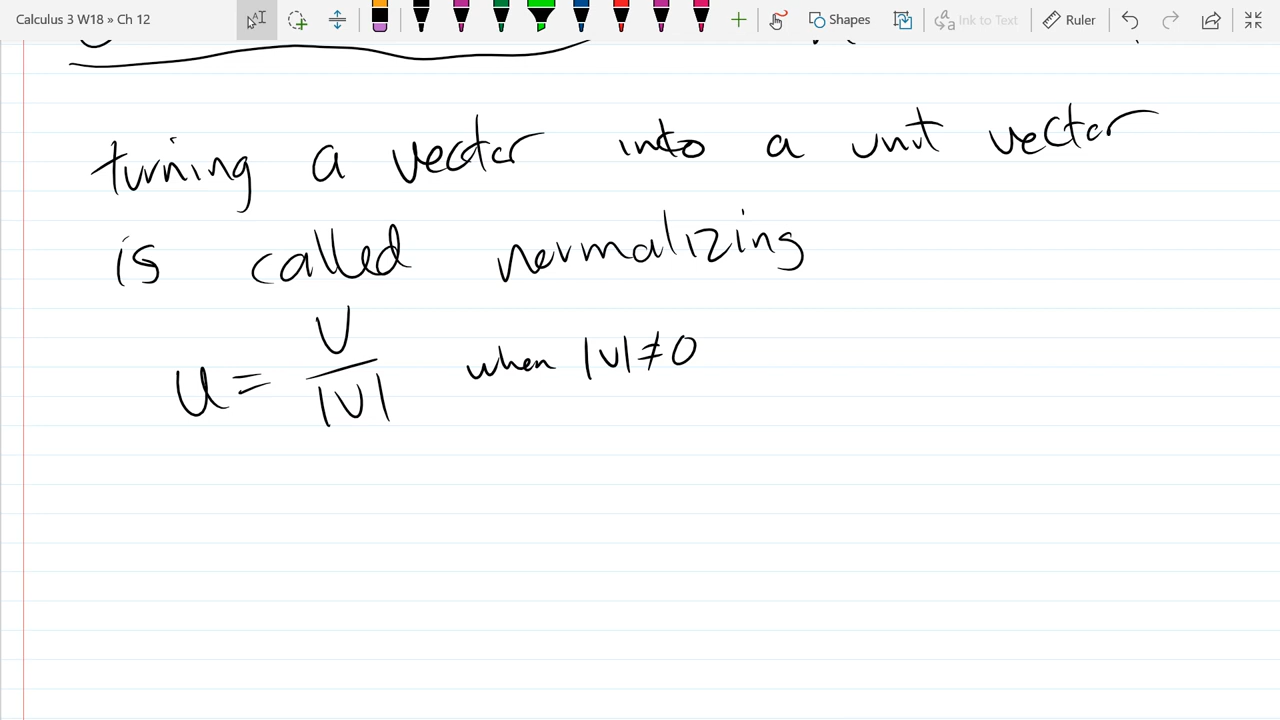 Calculus 3 W18 » Ch 12
Shapes
Ink to Text
Ruler
turning a vector into a unit vector
is called normalizing
u = v / |v| when |v| ≠ 0